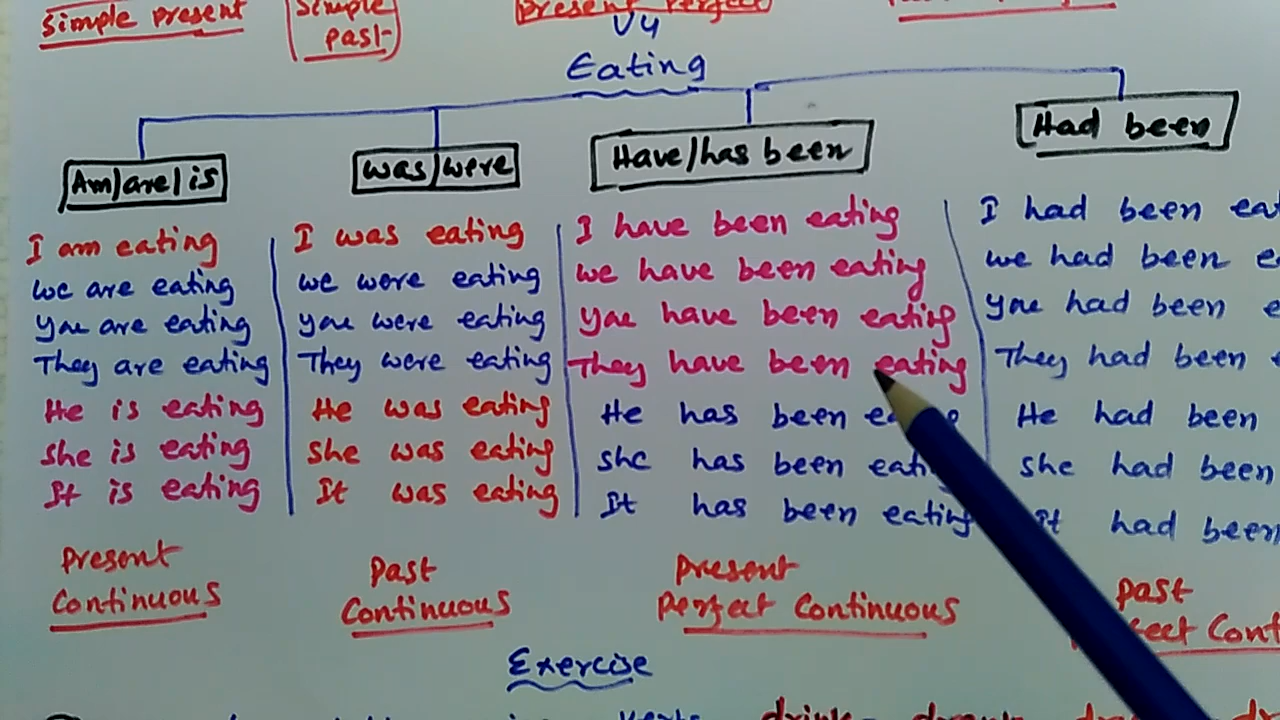 Simple present
Simple past
Present Perfect
V4
Eating
Am/are/is
was/were
Have/has been
Had been
I am eating
we are eating
you are eating
They are eating
He is eating
she is eating
It is eating
Present
Continuous
I was eating
we were eating
you were eating
They were eating
He was eating
she was eating
It was eating
Past
Continuous
I have been eating
we have been eating
you have been eating
They have been eating
He has been
she has been
It has been eating
Present
Perfect Continuous
I had been
we had been
you had been
They had been
He had been
she had been
It had been
Past
Exercise